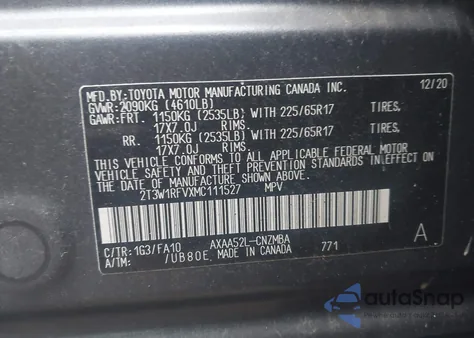 MFD.BY:TOYOTA MOTOR MANUFACTURING CANADA INC. 12/20
GVWR:2090KG (4610LB)
GAWR:FRT. 1150KG (2535LB) WITH 225/65R17 TIRES.
17X7.0J RIMS.
RR. 1150KG (2535LB) WITH 225/65R17 TIRES.
17X7.0J RIMS.
THIS VEHICLE CONFORMS TO ALL APPLICABLE FEDERAL MOTOR
VEHICLE SAFETY STANDARDS IN EFFECT ON THE
DATE OF MANUFACTURE SHOWN ABOVE.
2T3W1RFVXMC111527 MPV
C/TR:1G3/FA10 AXAA52L-CNZMBA 771 A
A/TM: /UB80E, MADE IN CANADA
autoSnap